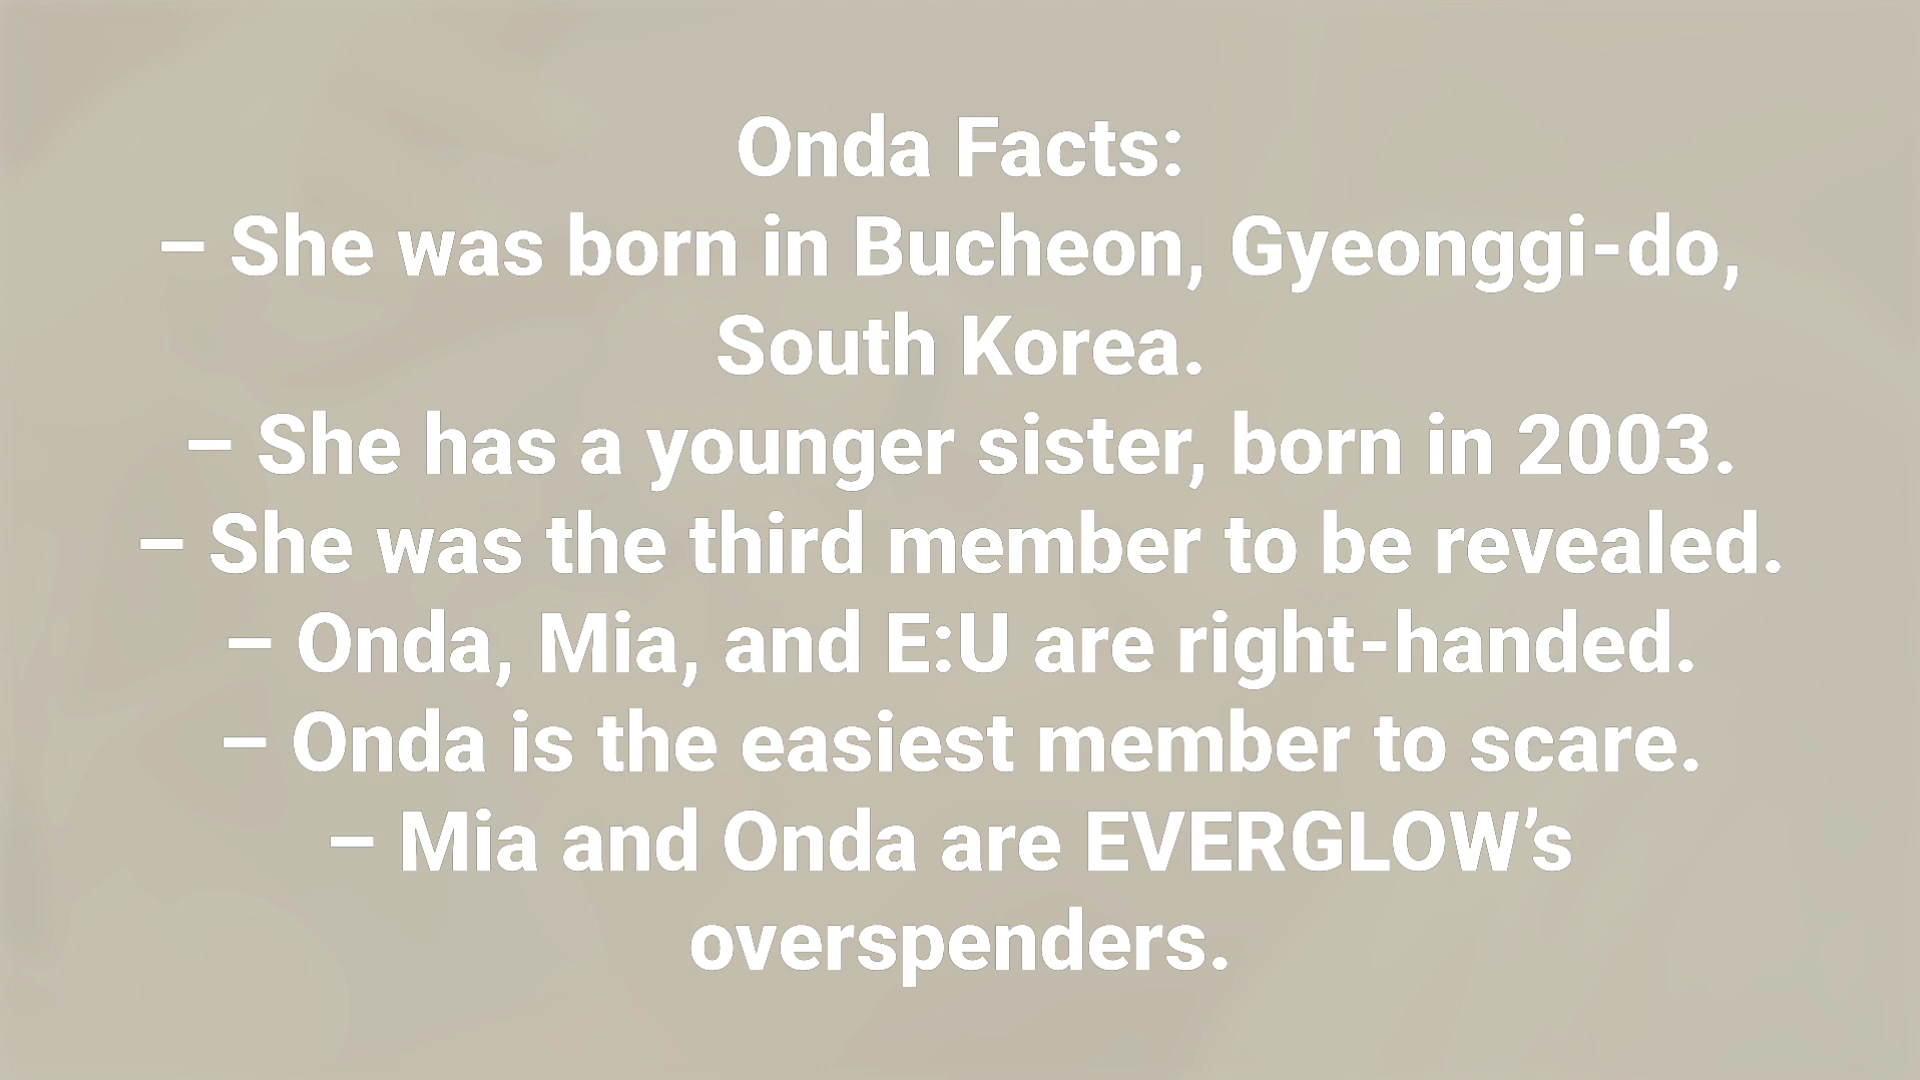 Onda Facts:
– She was born in Bucheon, Gyeonggi-do,
South Korea.
– She has a younger sister, born in 2003.
– She was the third member to be revealed.
– Onda, Mia, and E:U are right-handed.
– Onda is the easiest member to scare.
– Mia and Onda are EVERGLOW’s
overspenders.